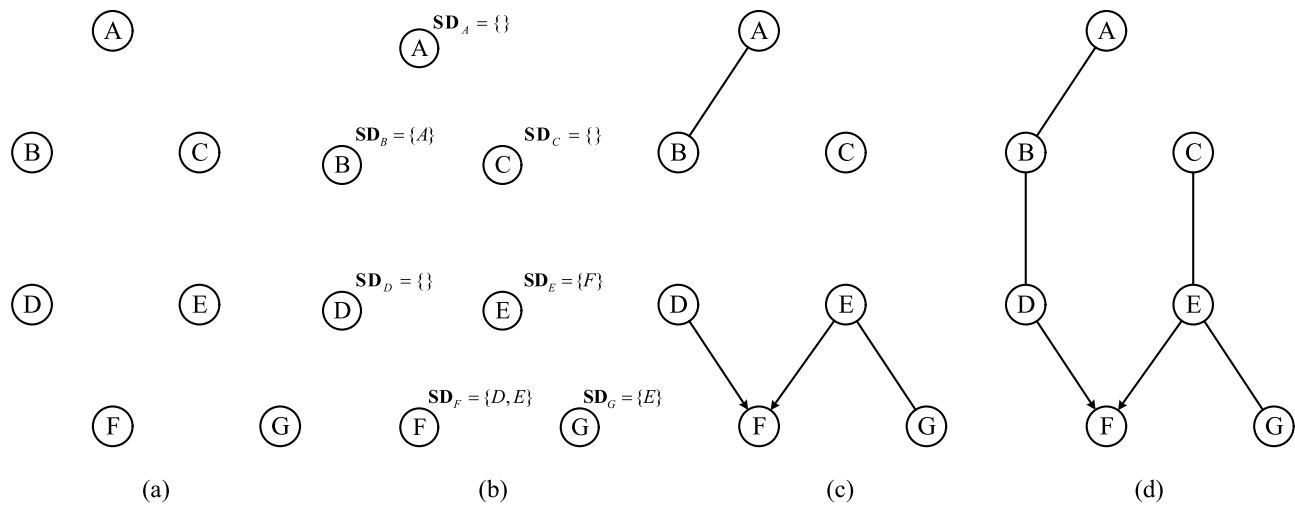 A
B
C
D
E
F
G
(a)
SD_A = {}
A
SD_B = {A}
B
SD_C = {}
C
SD_D = {}
D
SD_E = {F}
E
SD_F = {D, E}
F
SD_G = {E}
G
(b)
A
B
C
D
E
F
G
(c)
A
B
C
D
E
F
G
(d)